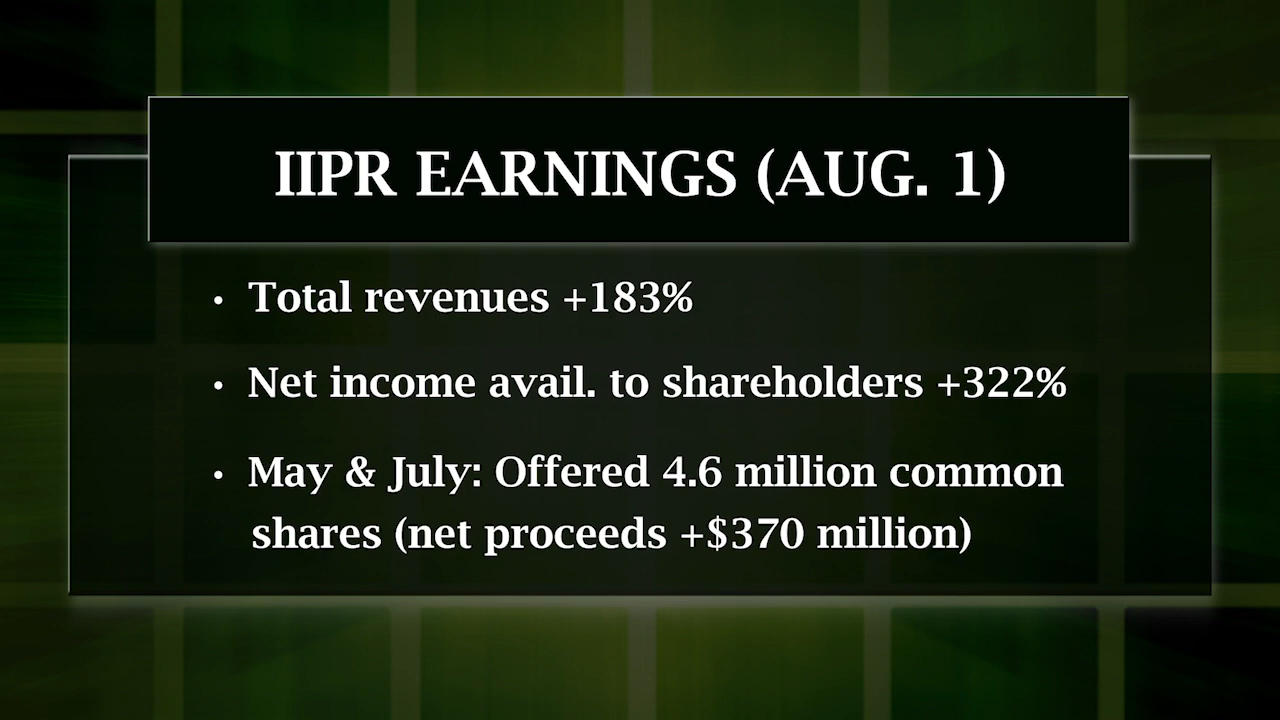 IIPR EARNINGS (AUG. 1)
• Total revenues +183%
• Net income avail. to shareholders +322%
• May & July: Offered 4.6 million common
shares (net proceeds +$370 million)